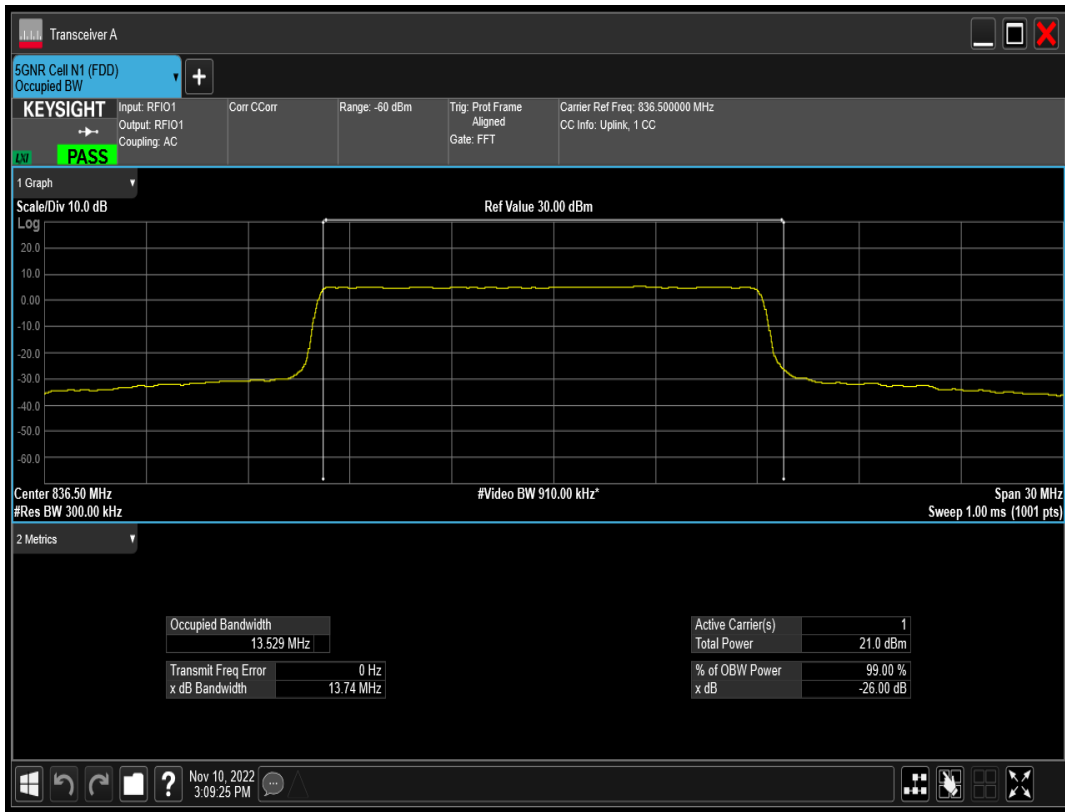 Transceiver A
5GNR Cell N1 (FDD)
Occupied BW
+
KEYSIGHT
LXI
PASS
Input: RFIO1
Output: RFIO1
Coupling: AC
Corr CCorr
Range: -60 dBm
Trig: Prot Frame
Aligned
Gate: FFT
Carrier Ref Freq: 836.500000 MHz
CC Info: Uplink, 1 CC
1 Graph
Scale/Div 10.0 dB
Ref Value 30.00 dBm
Log
20.0
10.0
0.00
-10.0
-20.0
-30.0
-40.0
-50.0
-60.0
Center 836.50 MHz
#Video BW 910.00 kHz*
Span 30 MHz
#Res BW 300.00 kHz
Sweep 1.00 ms (1001 pts)
2 Metrics
Occupied Bandwidth
13.529 MHz
Transmit Freq Error 0 Hz
x dB Bandwidth 13.74 MHz
Active Carrier(s) 1
Total Power 21.0 dBm
% of OBW Power 99.00 %
x dB -26.00 dB
?
Nov 10, 2022
3:09:25 PM